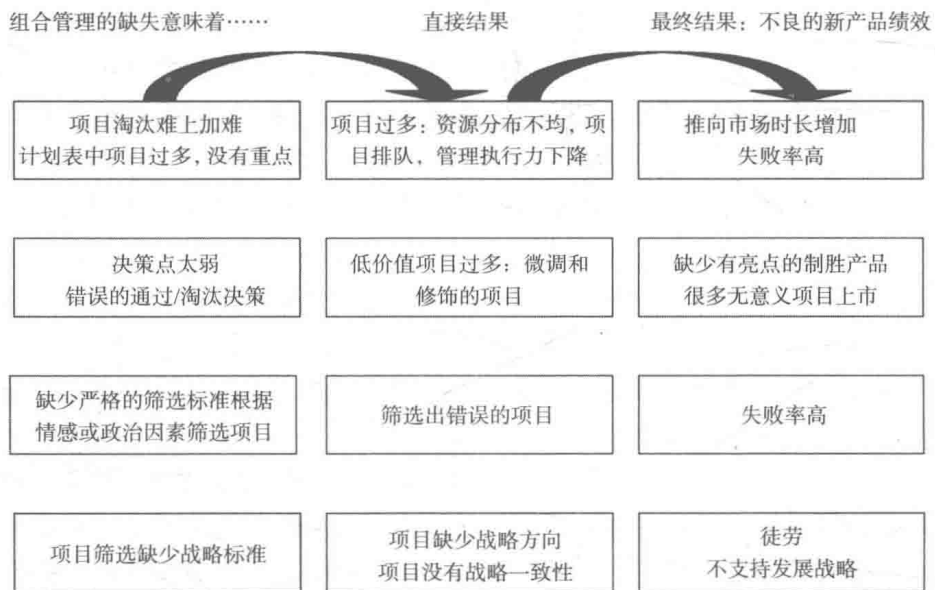 组合管理的缺失意味着……
直接结果
最终结果：不良的新产品绩效
项目淘汰难上加难
计划表中项目过多，没有重点
项目过多：资源分布不均，项
目排队，管理执行力下降
推向市场时长增加
失败率高
决策点太弱
错误的通过/淘汰决策
低价值项目过多：微调和
修饰的项目
缺少有亮点的制胜产品
很多无意义项目上市
缺少严格的筛选标准根据
情感或政治因素筛选项目
筛选出错误的项目
失败率高
项目筛选缺少战略标准
项目缺少战略方向
项目没有战略一致性
徒劳
不支持发展战略